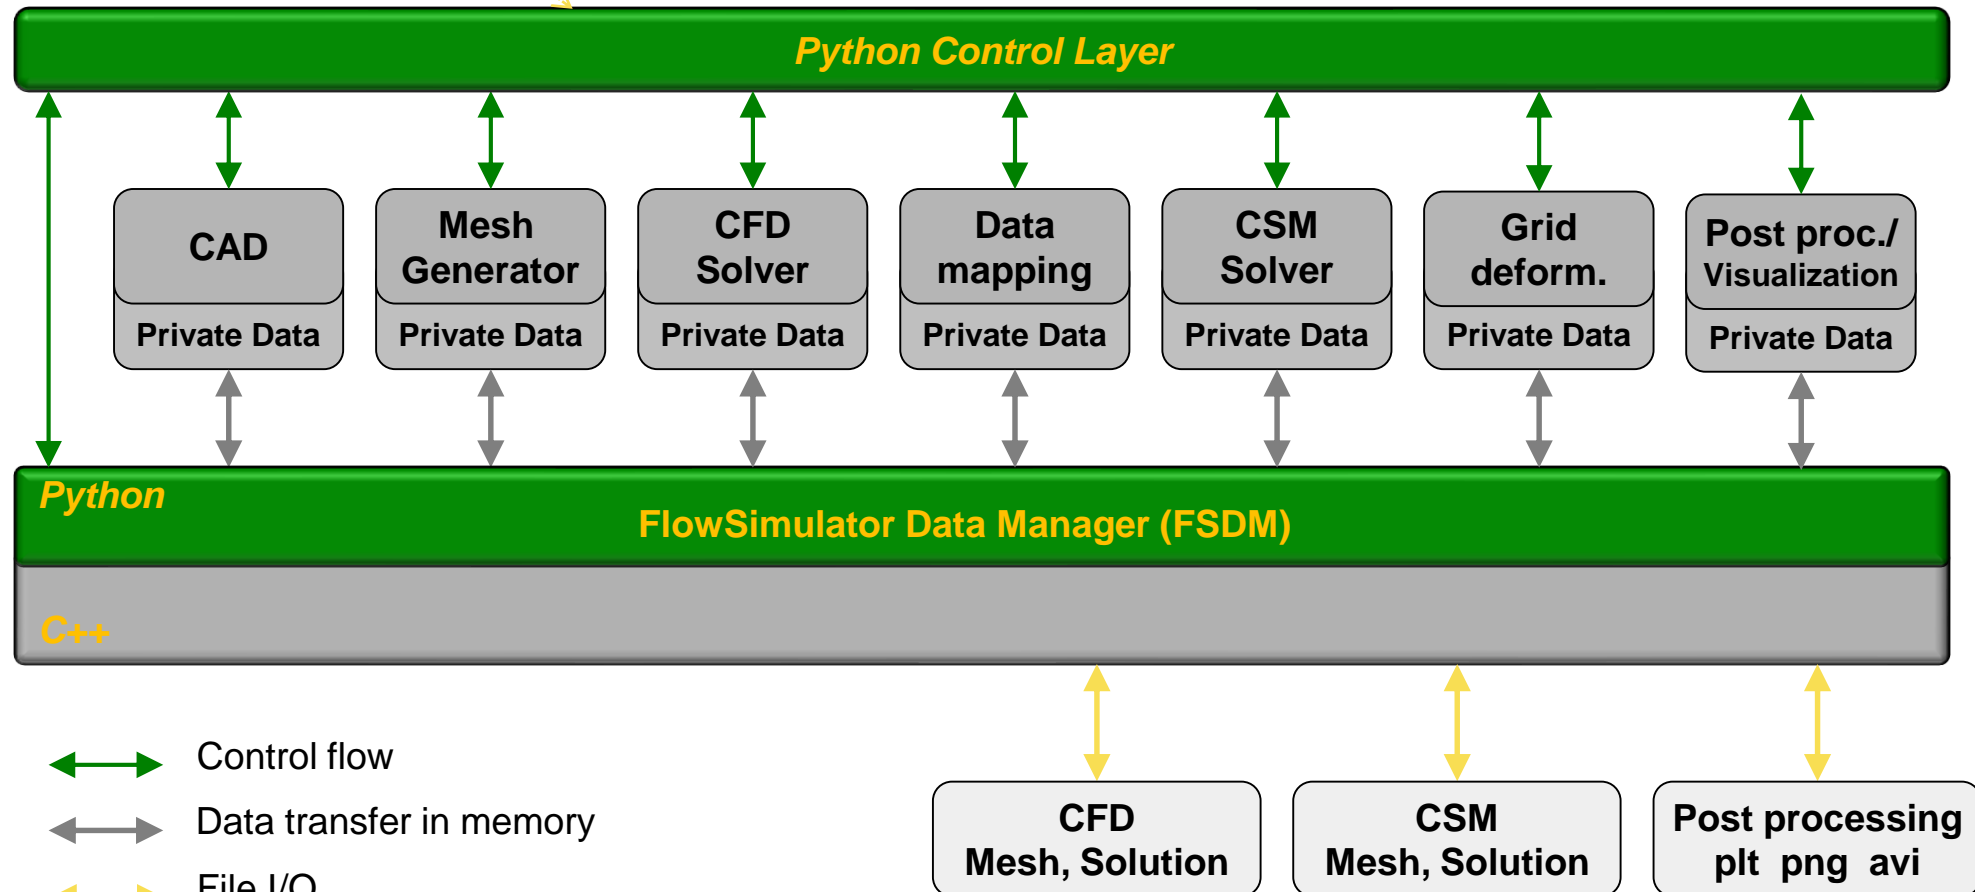 Python Control Layer
CAD
Private Data
Mesh
Generator
Private Data
CFD
Solver
Private Data
Data
mapping
Private Data
CSM
Solver
Private Data
Grid
deform.
Private Data
Post proc./
Visualization
Private Data
Python
FlowSimulator Data Manager (FSDM)
C++
Control flow
Data transfer in memory
File I/O
CFD
Mesh, Solution
CSM
Mesh, Solution
Post processing
plt png avi